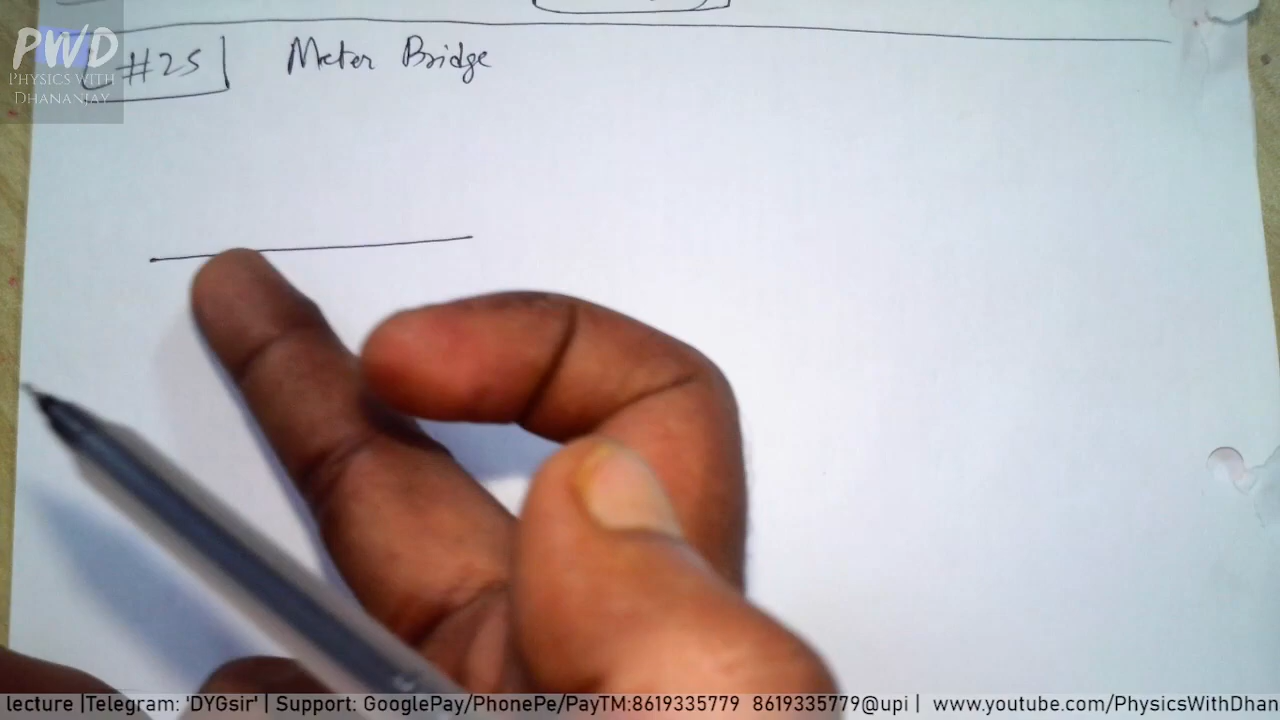 PWD
PHYSICS WITH
DHANANJAY
L #25 Meter Bridge
lecture |Telegram: 'DYGsir' | Support: GooglePay/PhonePe/PayTM:8619335779 8619335779@upi | www.youtube.com/PhysicsWithDhan